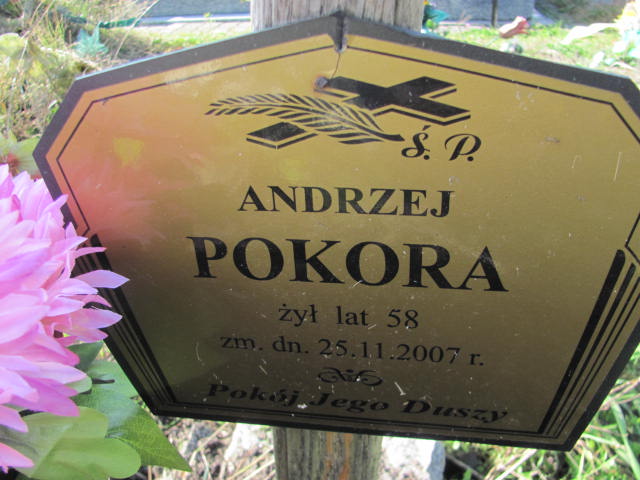 Ś. P.
ANDRZEJ
POKORA
żył lat 58
zm. dn. 25.11.2007 r.
Pokój Jego Duszy